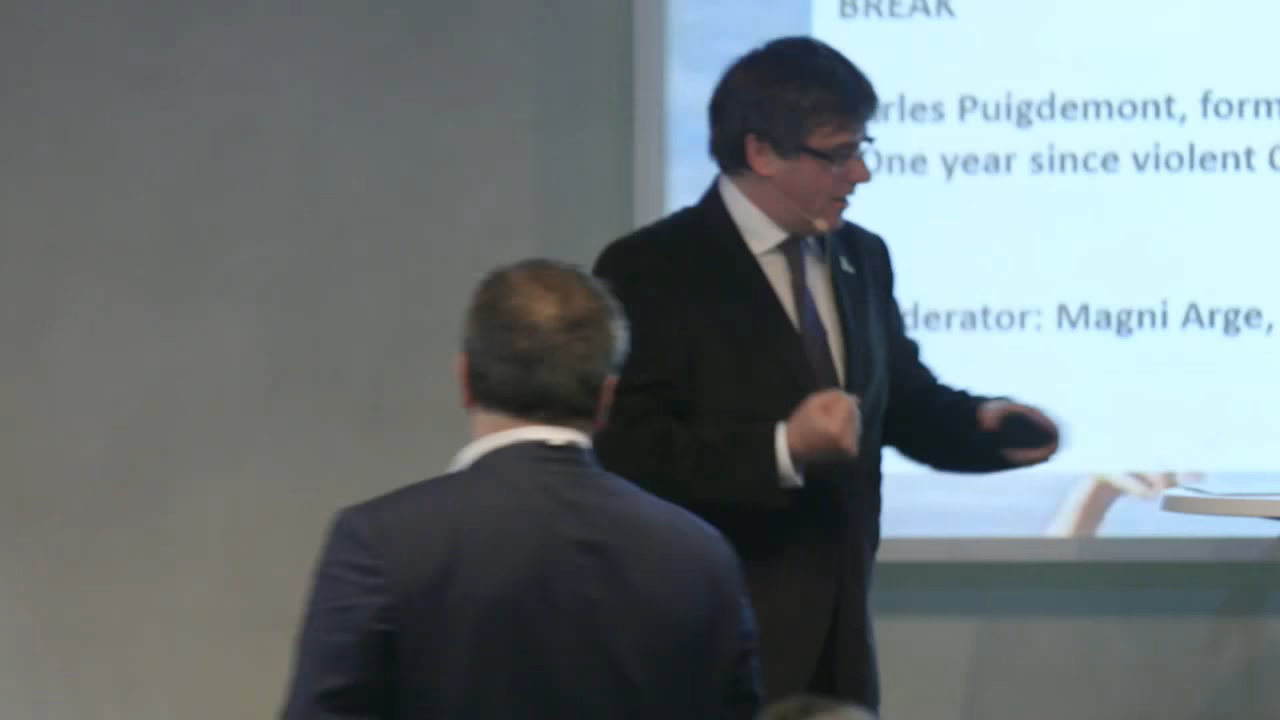 BREAK
rles Puigdemont, form
One year since violent
derator: Magni Arge,